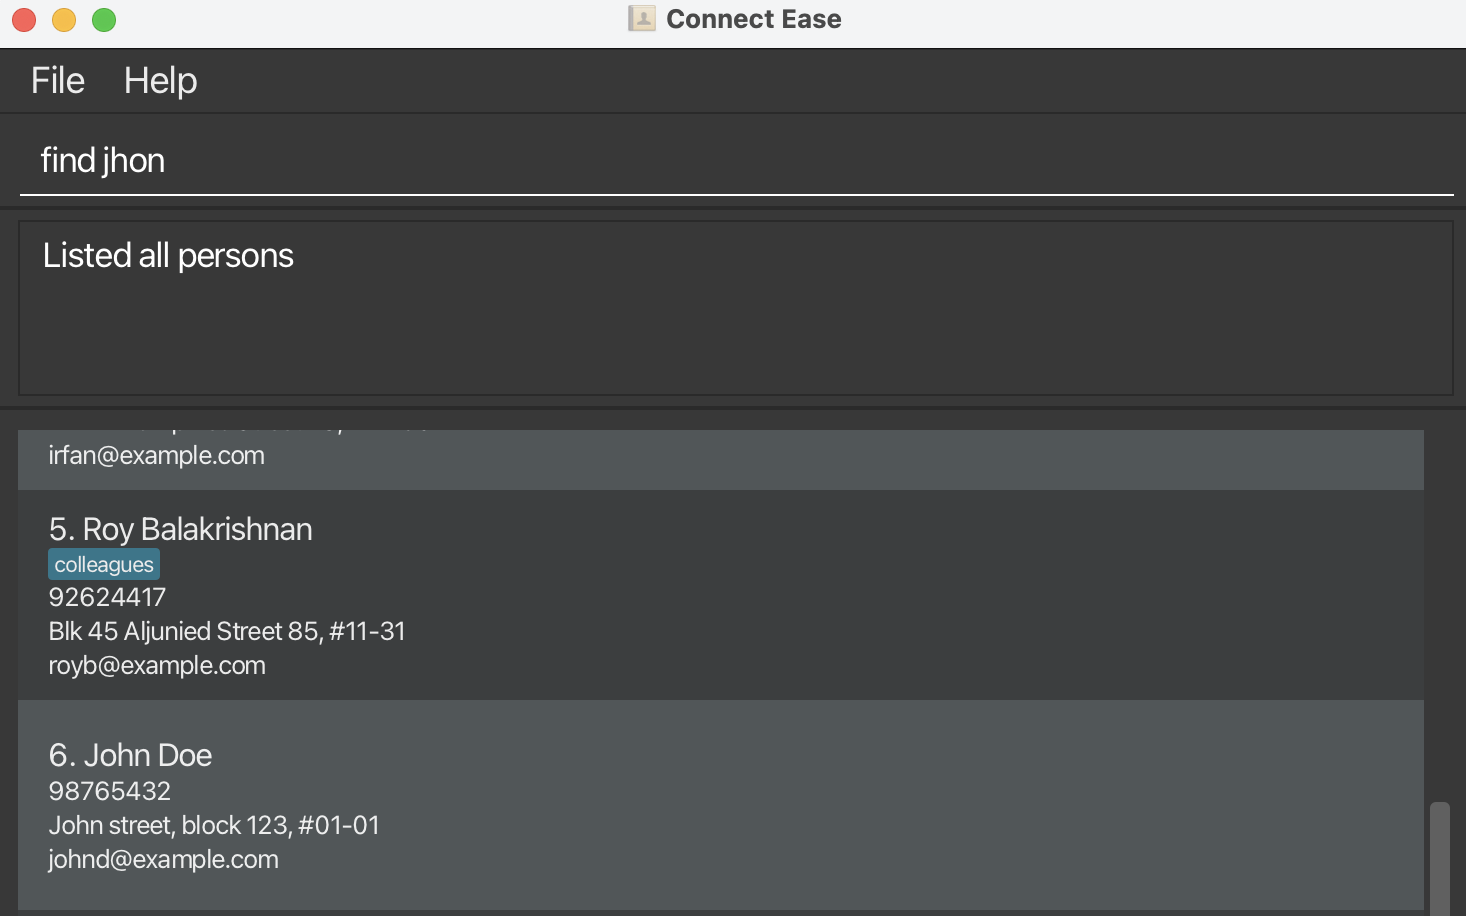 Connect Ease
File Help
find jhon
Listed all persons
irfan@example.com
5. Roy Balakrishnan
colleagues
92624417
Blk 45 Aljunied Street 85, #11-31
royb@example.com
6. John Doe
98765432
John street, block 123, #01-01
johnd@example.com